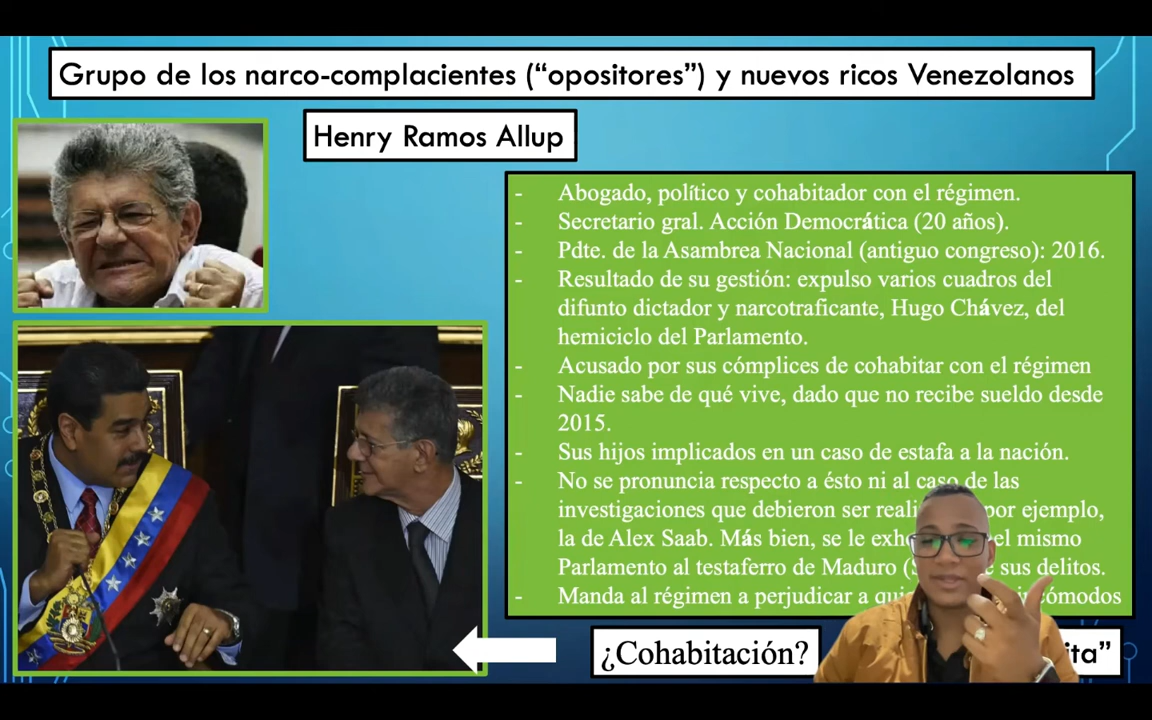 Grupo de los narco-complacientes (“opositores”) y nuevos ricos Venezolanos
Henry Ramos Allup
- Abogado, político y cohabitador con el régimen.
- Secretario gral. Acción Democrática (20 años).
- Pdte. de la Asambrea Nacional (antiguo congreso): 2016.
- Resultado de su gestión: expulso varios cuadros del
difunto dictador y narcotraficante, Hugo Chávez, del
hemiciclo del Parlamento.
- Acusado por sus cómplices de cohabitar con el régimen
- Nadie sabe de qué vive, dado que no recibe sueldo desde
2015.
- Sus hijos implicados en un caso de estafa a la nación.
- No se pronuncia respecto a ésto ni al caso de las
investigaciones que debieron ser por ejemplo,
la de Alex Saab. Más bien, se le el mismo
Parlamento al testaferro de Maduro sus delitos.
- Manda al régimen a perjudicar a
¿Cohabitación?